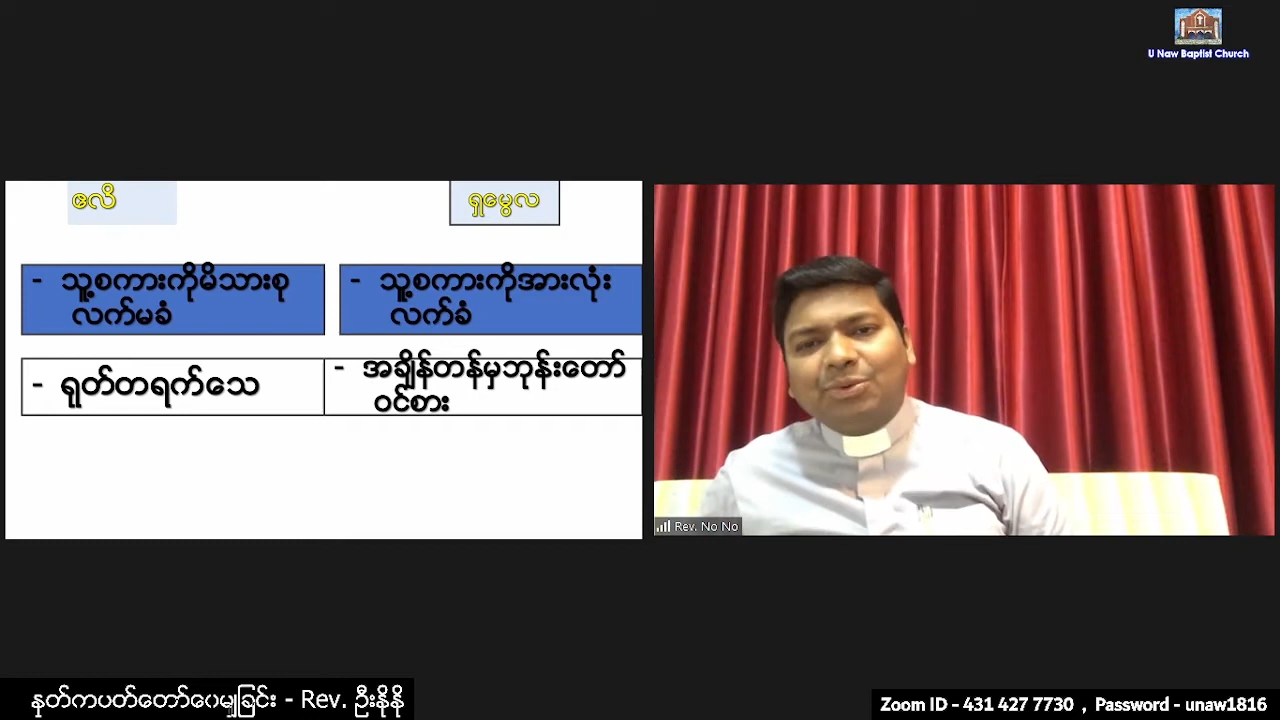 U Naw Baptist Church
ဧလိ
ရှမွေလ
- သူ့စကားကိုမိသားစု
လက်မခံ
- သူ့စကားကိုအားလုံး
လက်ခံ
- ရုတ်တရက်သေ
- အချိန်တန်မှဘုန်းတော်
ဝင်စား
Rev. No No
နှုတ်ကပတ်တော်ဝေမျှခြင်း - Rev. ဦးနိုနို
Zoom ID - 431 427 7730 , Password - unaw1816